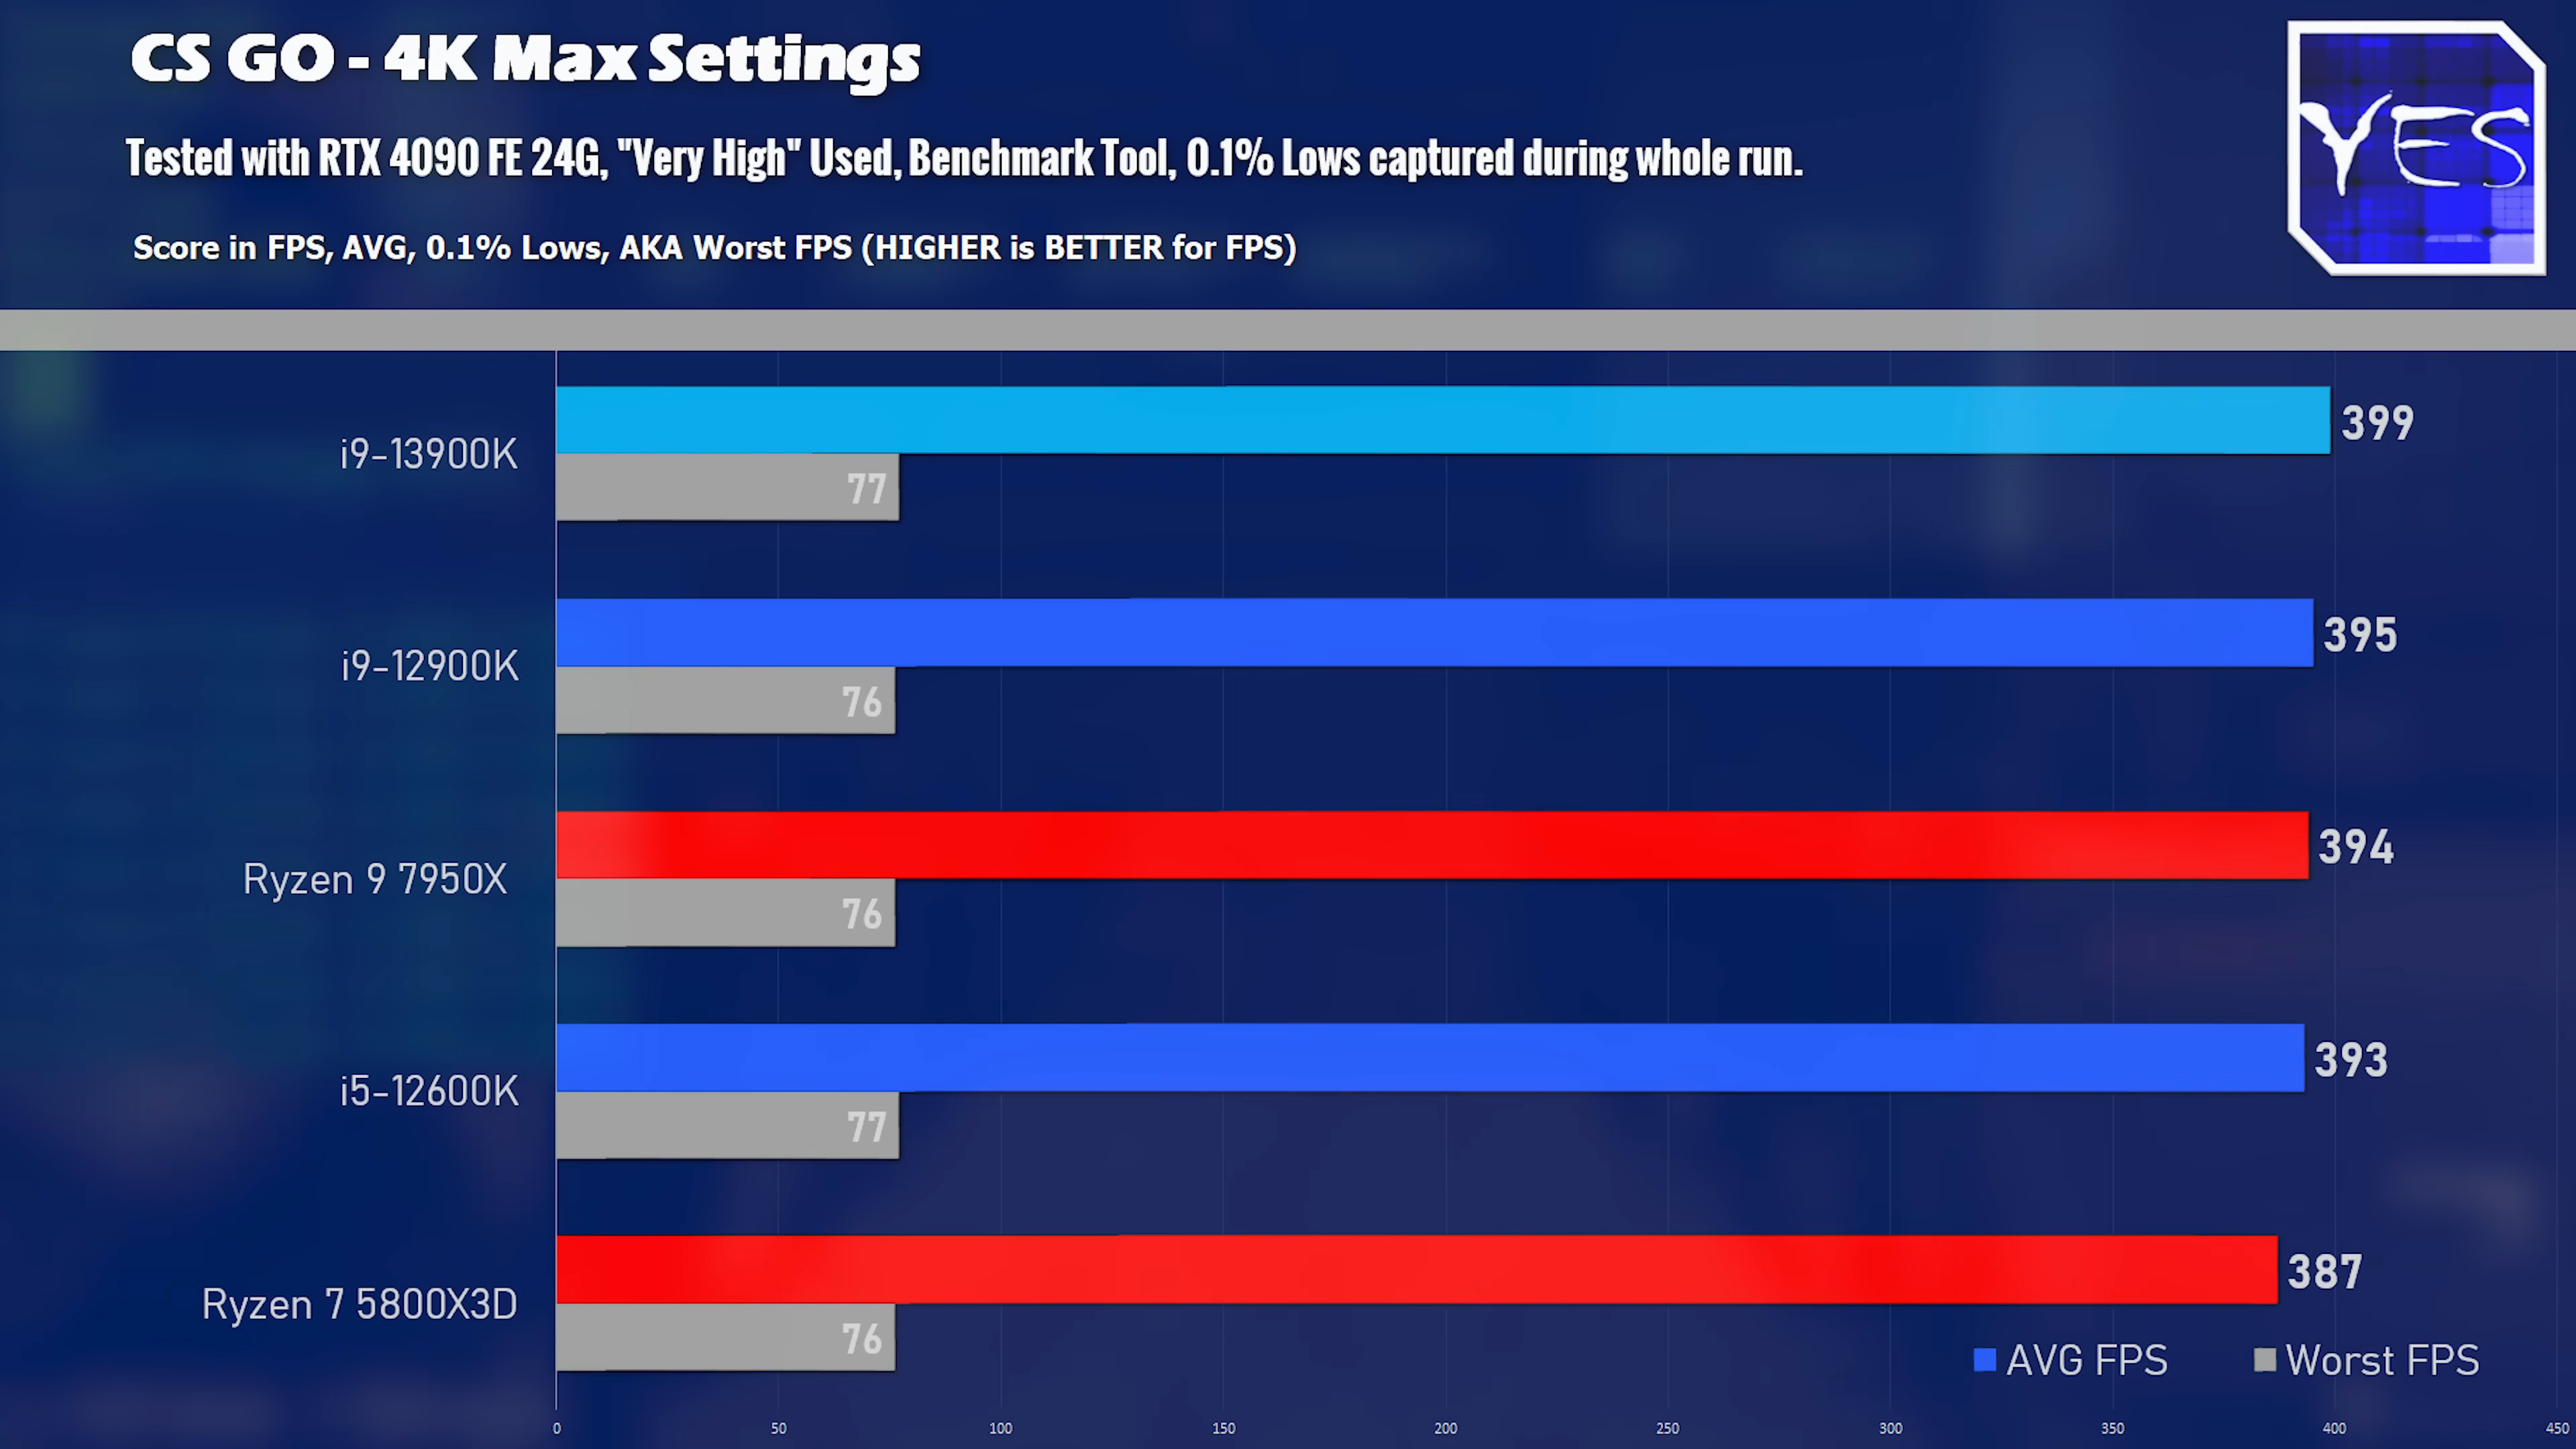 CS GO - 4K Max Settings
YES
Tested with RTX 4090 FE 24G, "Very High" Used, Benchmark Tool, 0.1% Lows captured during whole run.
Score in FPS, AVG, 0.1% Lows, AKA Worst FPS (HIGHER is BETTER for FPS)
i9-13900K
399
77
i9-12900K
395
76
Ryzen 9 7950X
394
76
i5-12600K
393
77
Ryzen 7 5800X3D
387
76
AVG FPS Worst FPS
0 50 100 150 200 250 300 350 400 450